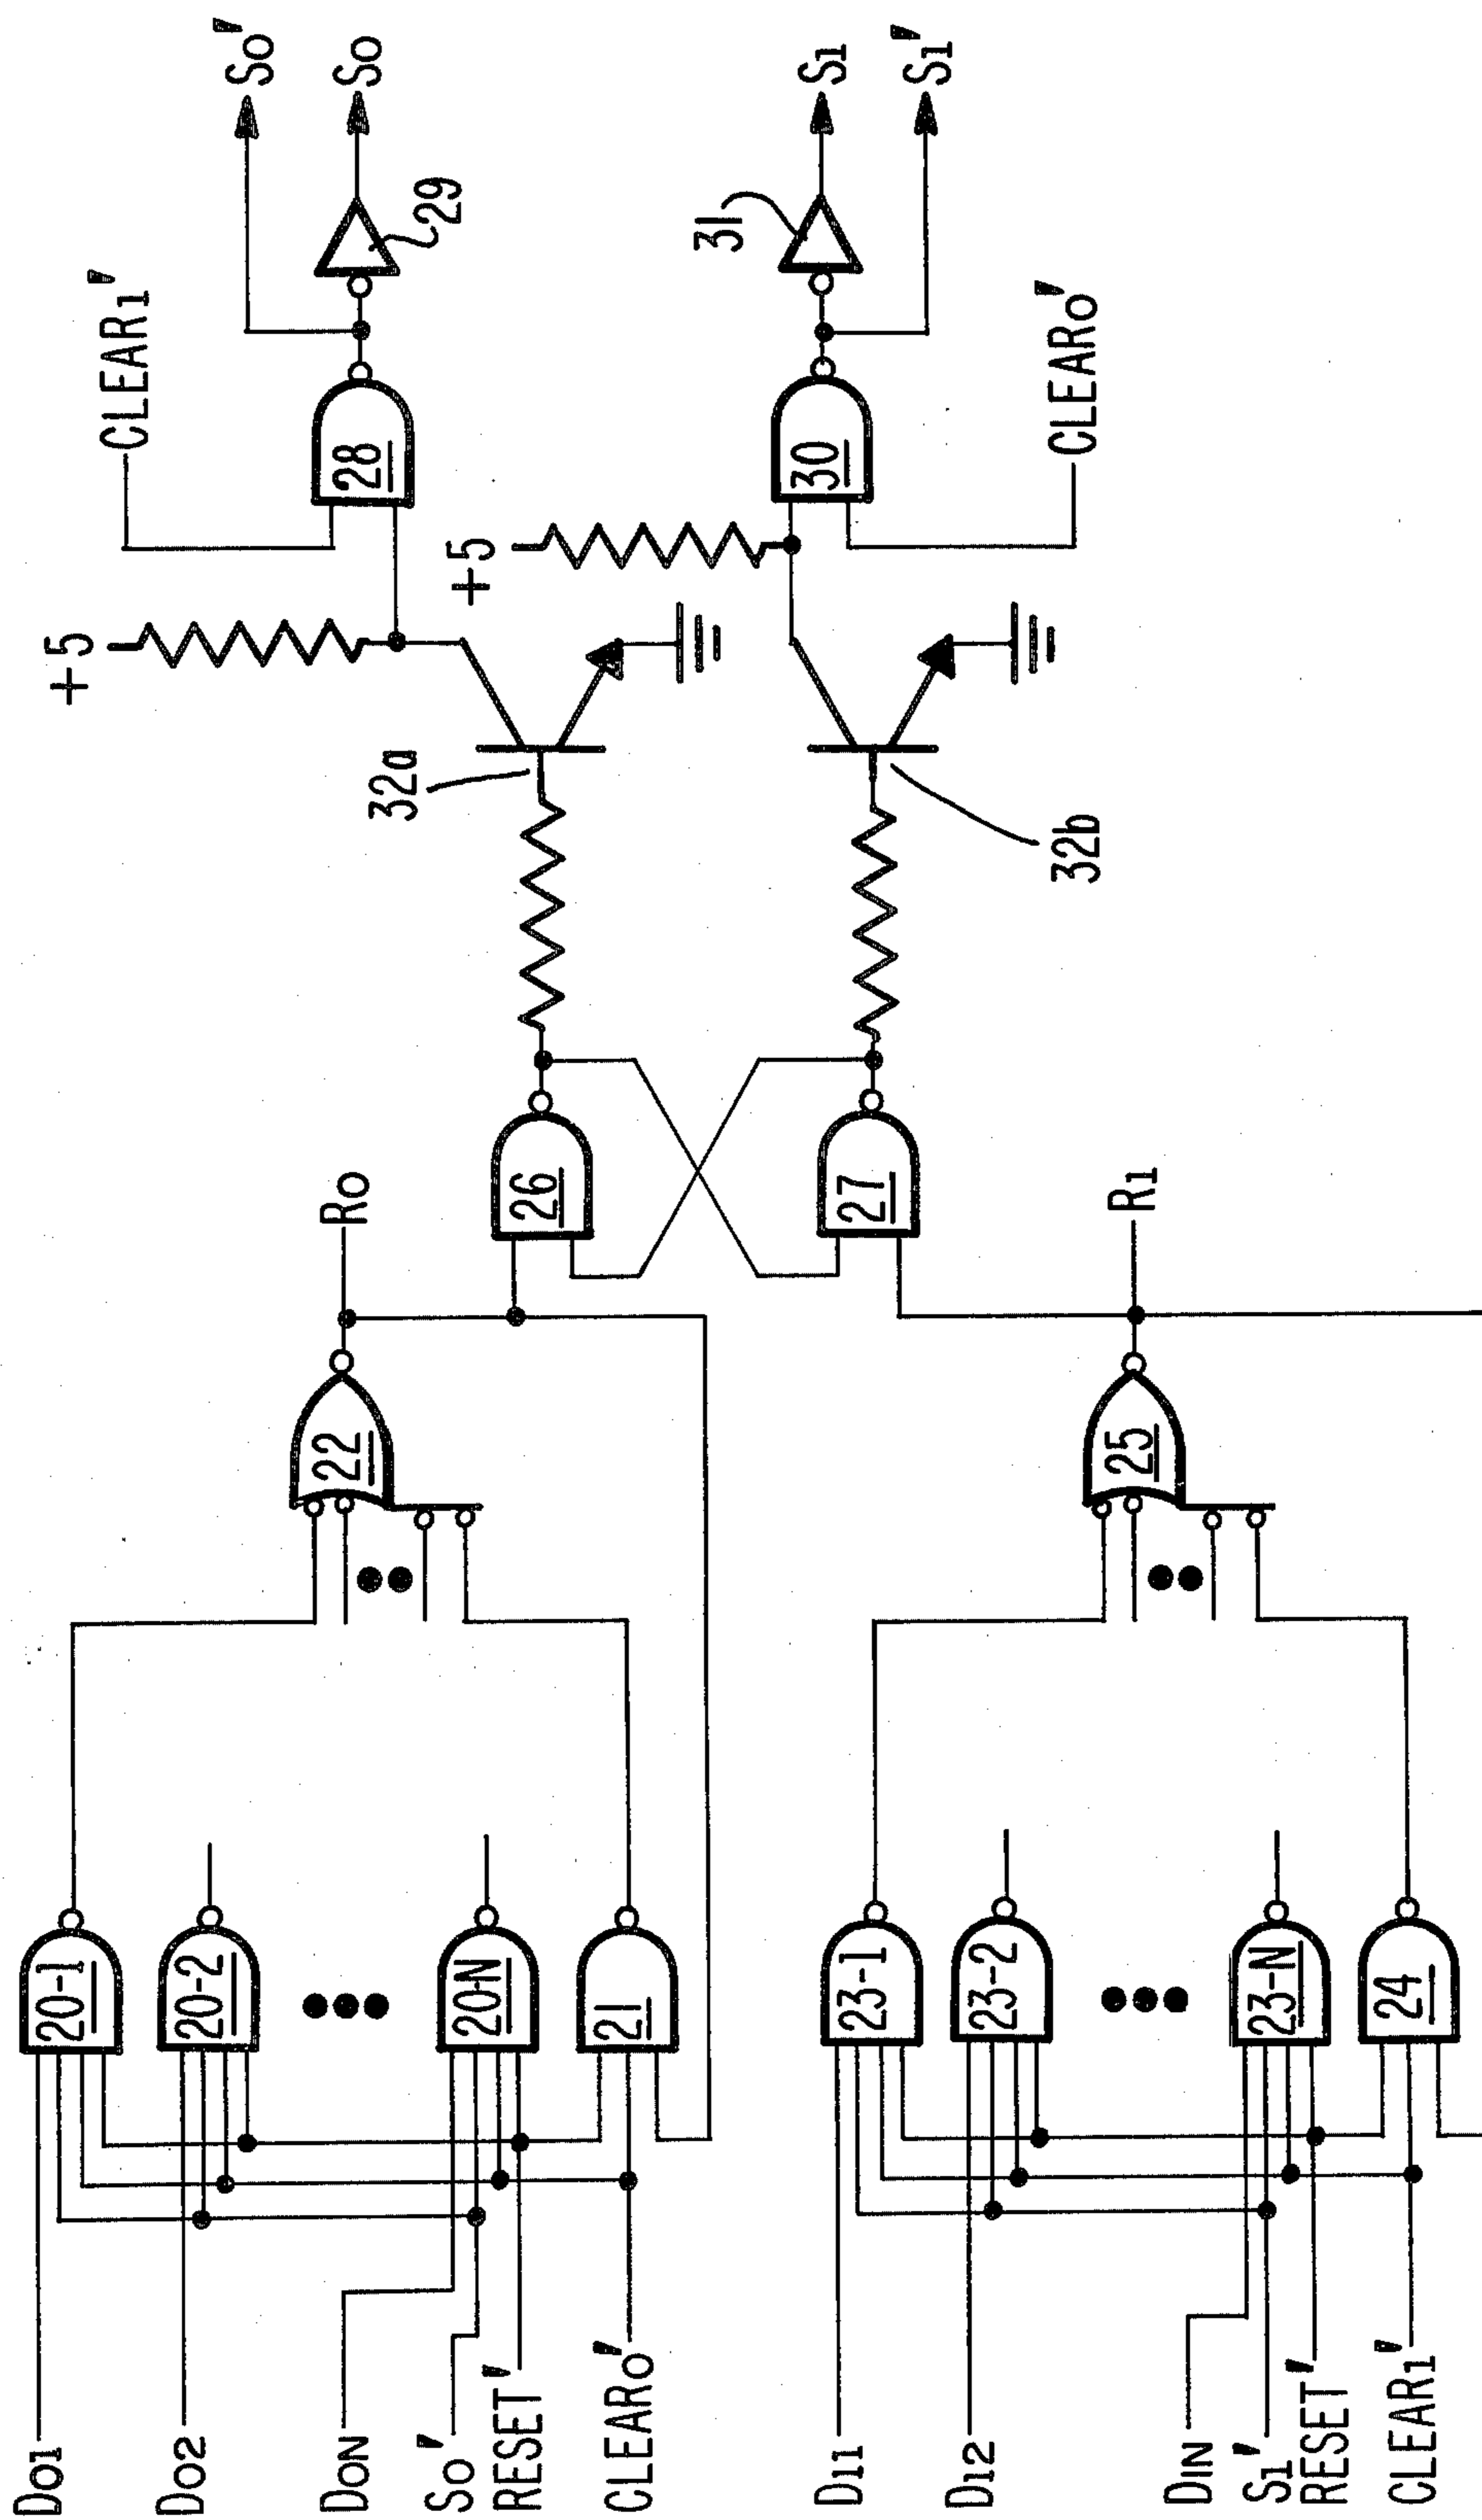 D01
D02
D0N
S0'
RESET'
CLEAR0'
D11
D12
D1N
S1'
RESET'
CLEAR1'
20-1
20-2
20-N
21
23-1
23-2
23-N
24
22
25
R0
R1
26
27
32a
32b
+5
+5
CLEAR1'
28
30
CLEAR0'
29
31
S0'
S0
S1
S1'